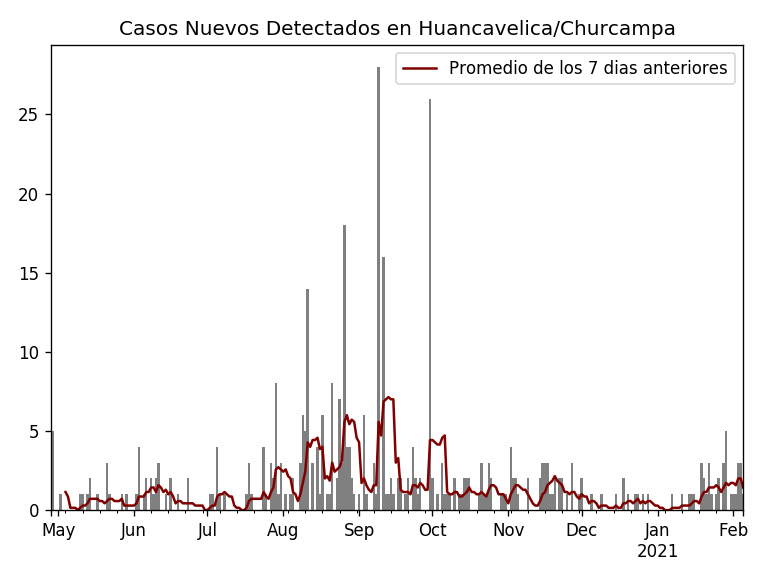 Casos Nuevos Detectados en Huancavelica/Churcampa
Promedio de los 7 dias anteriores
25
20
15
10
5
0
May Jun Jul Aug Sep Oct Nov Dec Jan Feb
2021